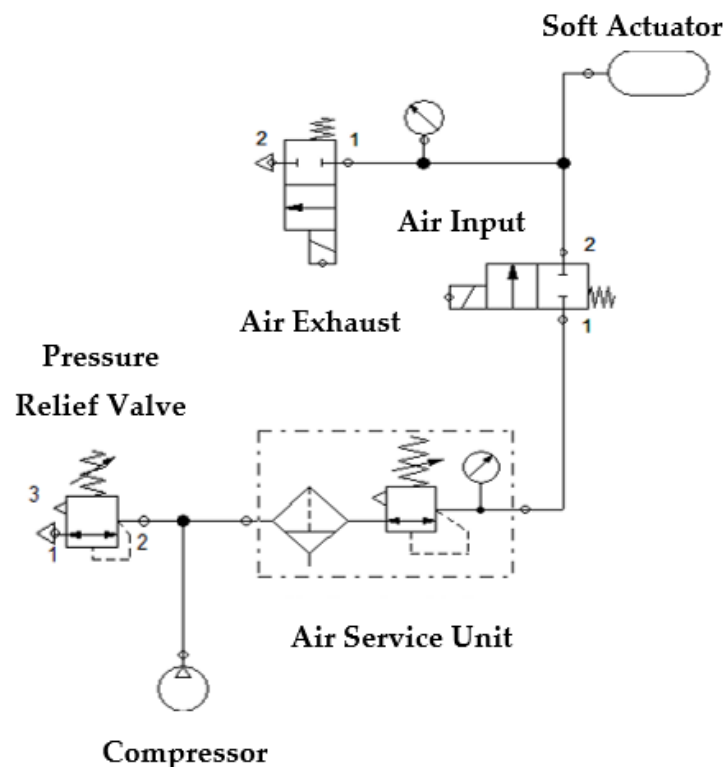 Soft Actuator
2
1
Air Input
2
Air Exhaust
1
Pressure
Relief Valve
3
1
2
Air Service Unit
Compressor